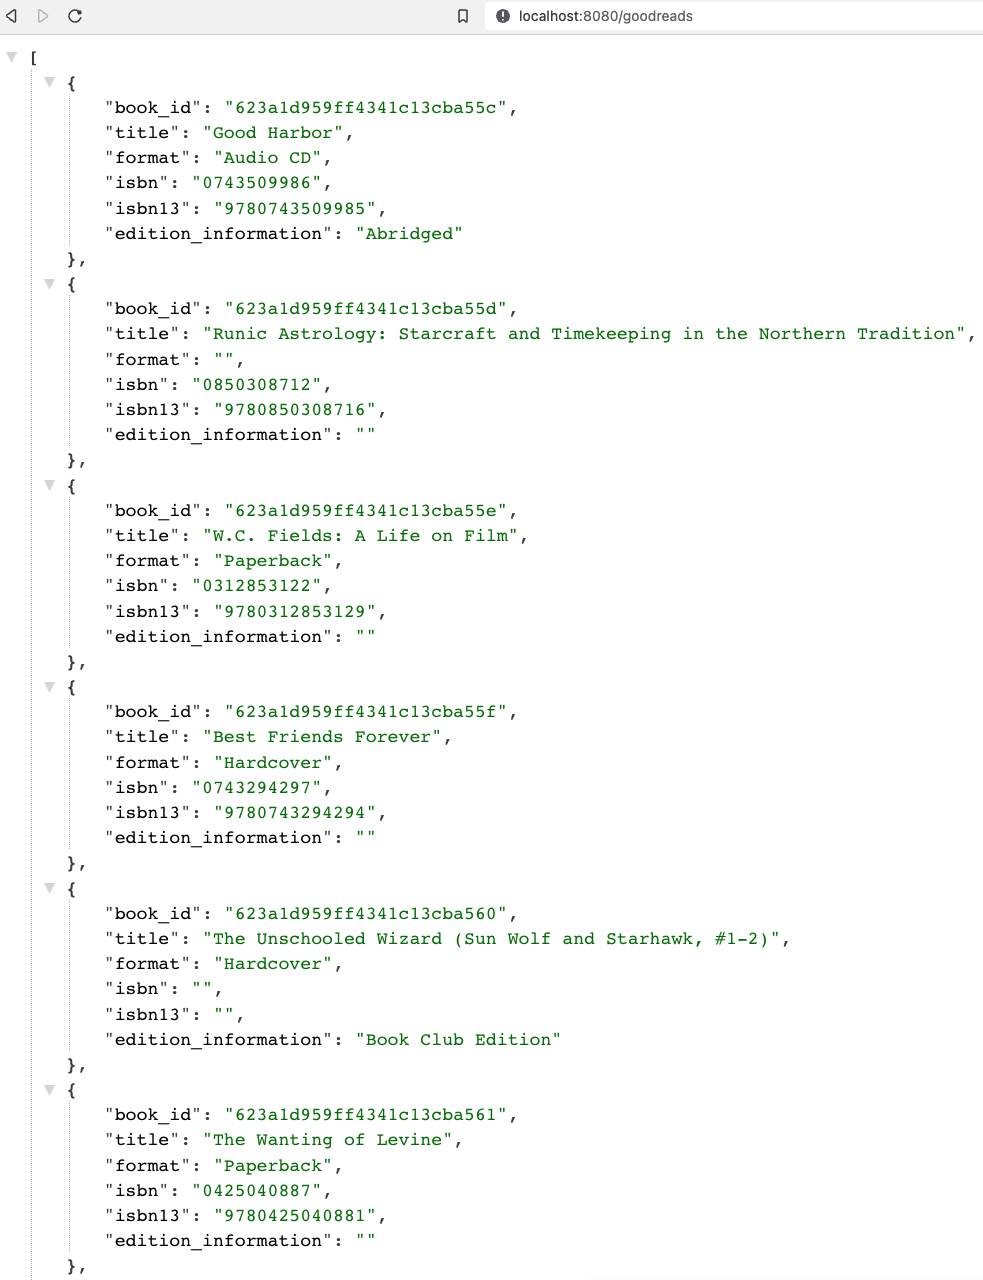 localhost:8080/goodreads
[
{
"book_id": "623a1d959ff4341c13cba55c",
"title": "Good Harbor",
"format": "Audio CD",
"isbn": "0743509986",
"isbn13": "9780743509985",
"edition_information": "Abridged"
},
{
"book_id": "623a1d959ff4341c13cba55d",
"title": "Runic Astrology: Starcraft and Timekeeping in the Northern Tradition",
"format": "",
"isbn": "0850308712",
"isbn13": "9780850308716",
"edition_information": ""
},
{
"book_id": "623a1d959ff4341c13cba55e",
"title": "W.C. Fields: A Life on Film",
"format": "Paperback",
"isbn": "0312853122",
"isbn13": "9780312853129",
"edition_information": ""
},
{
"book_id": "623a1d959ff4341c13cba55f",
"title": "Best Friends Forever",
"format": "Hardcover",
"isbn": "0743294297",
"isbn13": "9780743294294",
"edition_information": ""
},
{
"book_id": "623a1d959ff4341c13cba560",
"title": "The Unschooled Wizard (Sun Wolf and Starhawk, #1-2)",
"format": "Hardcover",
"isbn": "",
"isbn13": "",
"edition_information": "Book Club Edition"
},
{
"book_id": "623a1d959ff4341c13cba561",
"title": "The Wanting of Levine",
"format": "Paperback",
"isbn": "0425040887",
"isbn13": "9780425040881",
"edition_information": ""
},